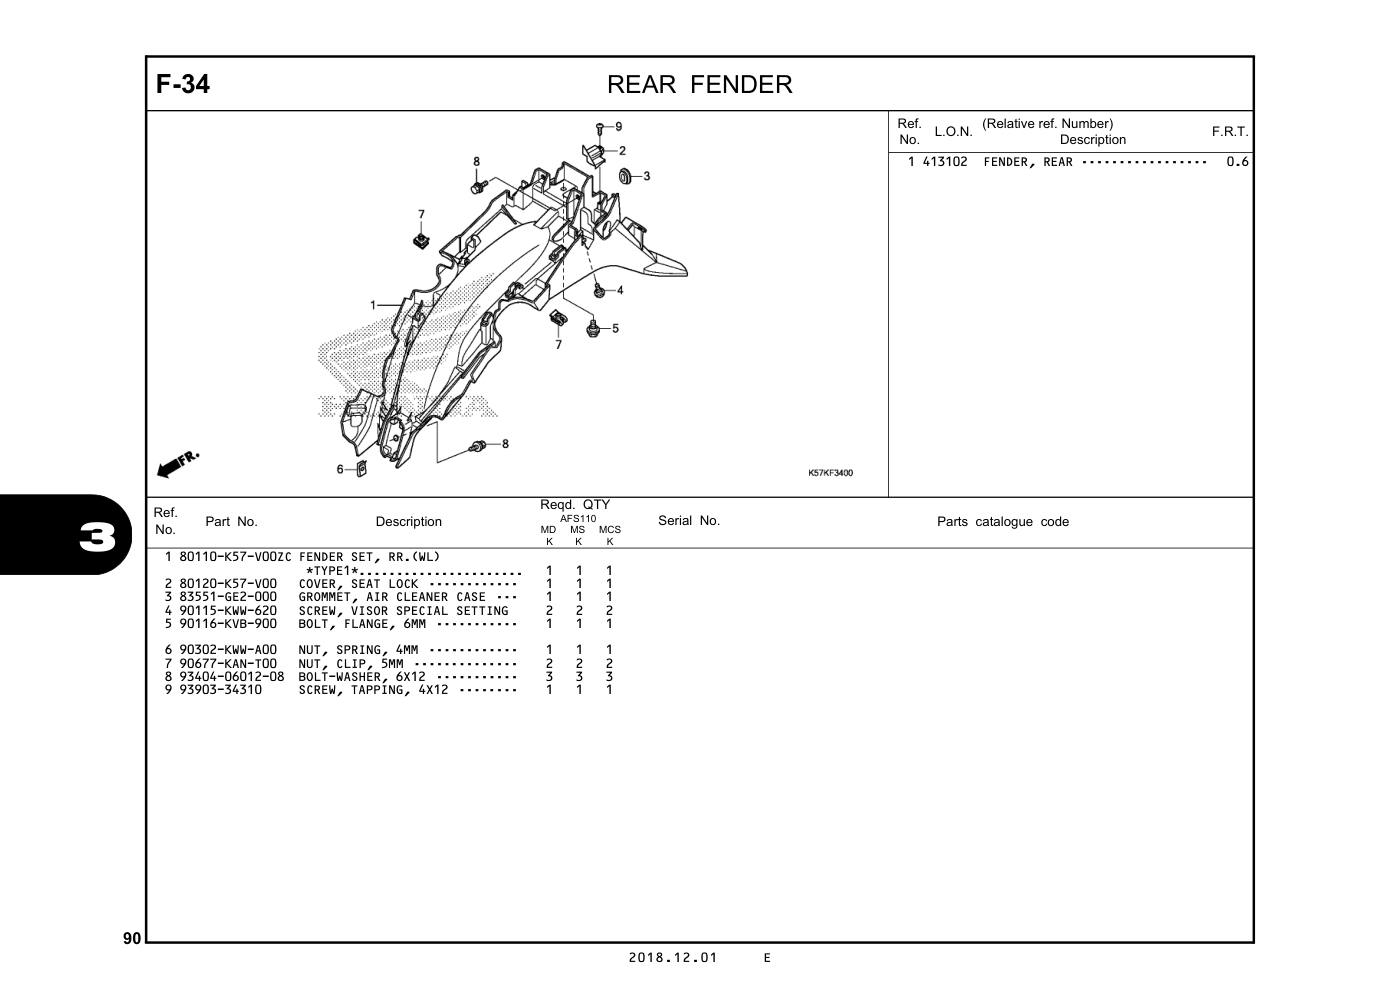 F-34
REAR FENDER
Ref. No. L.O.N. (Relative ref. Number) Description F.R.T.
1 413102 FENDER, REAR ----------------- 0.6
9
2
3
8
7
1
4
5
7
8
6
FR.
HONDA
K57KF3400
3
Ref. No. Part No. Description Reqd. QTY Serial No. Parts catalogue code
AFS110
MD MS MCS
K K K
1 80110-K57-V00ZC FENDER SET, RR.(WL)
*TYPE1*...................... 1 1 1
2 80120-K57-V00 COVER, SEAT LOCK ------------ 1 1 1
3 83551-GE2-000 GROMMET, AIR CLEANER CASE --- 1 1 1
4 90115-KWW-620 SCREW, VISOR SPECIAL SETTING 2 2 2
5 90116-KVB-900 BOLT, FLANGE, 6MM ----------- 1 1 1
6 90302-KWW-A00 NUT, SPRING, 4MM ------------ 1 1 1
7 90677-KAN-T00 NUT, CLIP, 5MM -------------- 2 2 2
8 93404-06012-08 BOLT-WASHER, 6X12 ----------- 3 3 3
9 93903-34310 SCREW, TAPPING, 4X12 -------- 1 1 1
90
2018.12.01 E